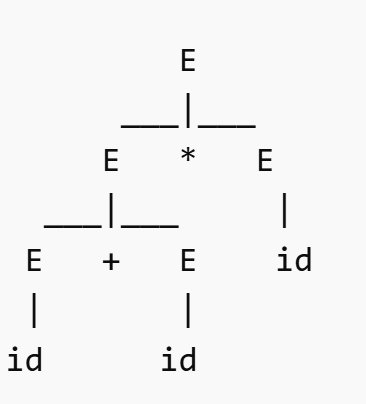 E
___|___
E * E
___|___ |
E + E id
| |
id id